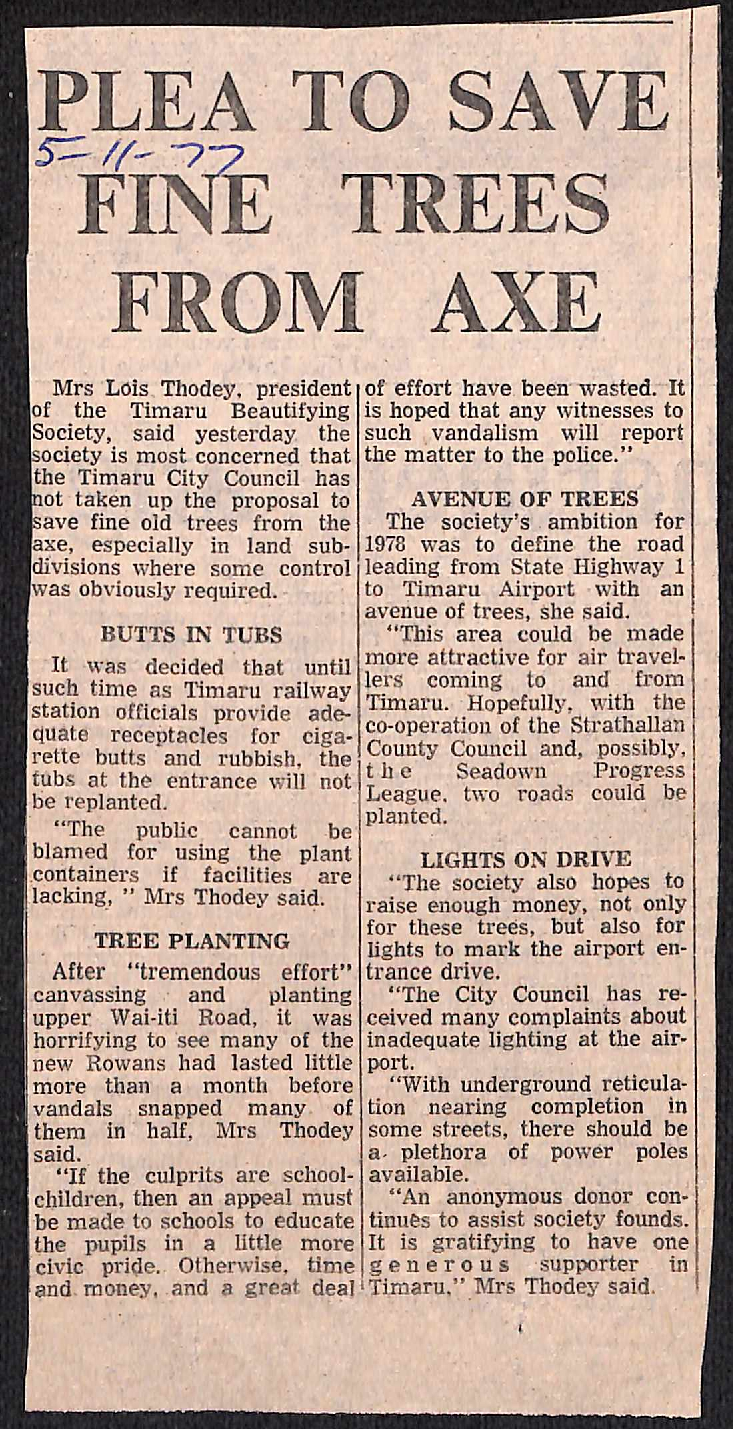 PLEA TO SAVE
5-11-77
FINE TREES
FROM AXE
Mrs Lois Thodey, president
of the Timaru Beautifying
Society, said yesterday the
society is most concerned that
the Timaru City Council has
not taken up the proposal to
save fine old trees from the
axe, especially in land sub-
divisions where some control
was obviously required.
BUTTS IN TUBS
It was decided that until
such time as Timaru railway
station officials provide ade-
quate receptacles for ciga-
rette butts and rubbish, the
tubs at the entrance will not
be replanted.
"The public cannot be
blamed for using the plant
containers if facilities are
lacking, " Mrs Thodey said.
TREE PLANTING
After "tremendous effort"
canvassing and planting
upper Wai-iti Road, it was
horrifying to see many of the
new Rowans had lasted little
more than a month before
vandals snapped many of
them in half, Mrs Thodey
said.
"If the culprits are school-
children, then an appeal must
be made to schools to educate
the pupils in a little more
civic pride. Otherwise, time
and money, and a great deal
of effort have been wasted. It
is hoped that any witnesses to
such vandalism will report
the matter to the police."
AVENUE OF TREES
The society's ambition for
1978 was to define the road
leading from State Highway 1
to Timaru Airport with an
avenue of trees, she said.
"This area could be made
more attractive for air travel-
lers coming to and from
Timaru. Hopefully, with the
co-operation of the Strathallan
County Council and, possibly,
the Seadown Progress
League, two roads could be
planted.
LIGHTS ON DRIVE
"The society also hopes to
raise enough money, not only
for these trees, but also for
lights to mark the airport en-
trance drive.
"The City Council has re-
ceived many complaints about
inadequate lighting at the air-
port.
"With underground reticula-
tion nearing completion in
some streets, there should be
a plethora of power poles
available.
"An anonymous donor con-
tinues to assist society founds.
It is gratifying to have one
generous supporter in
Timaru," Mrs Thodey said.